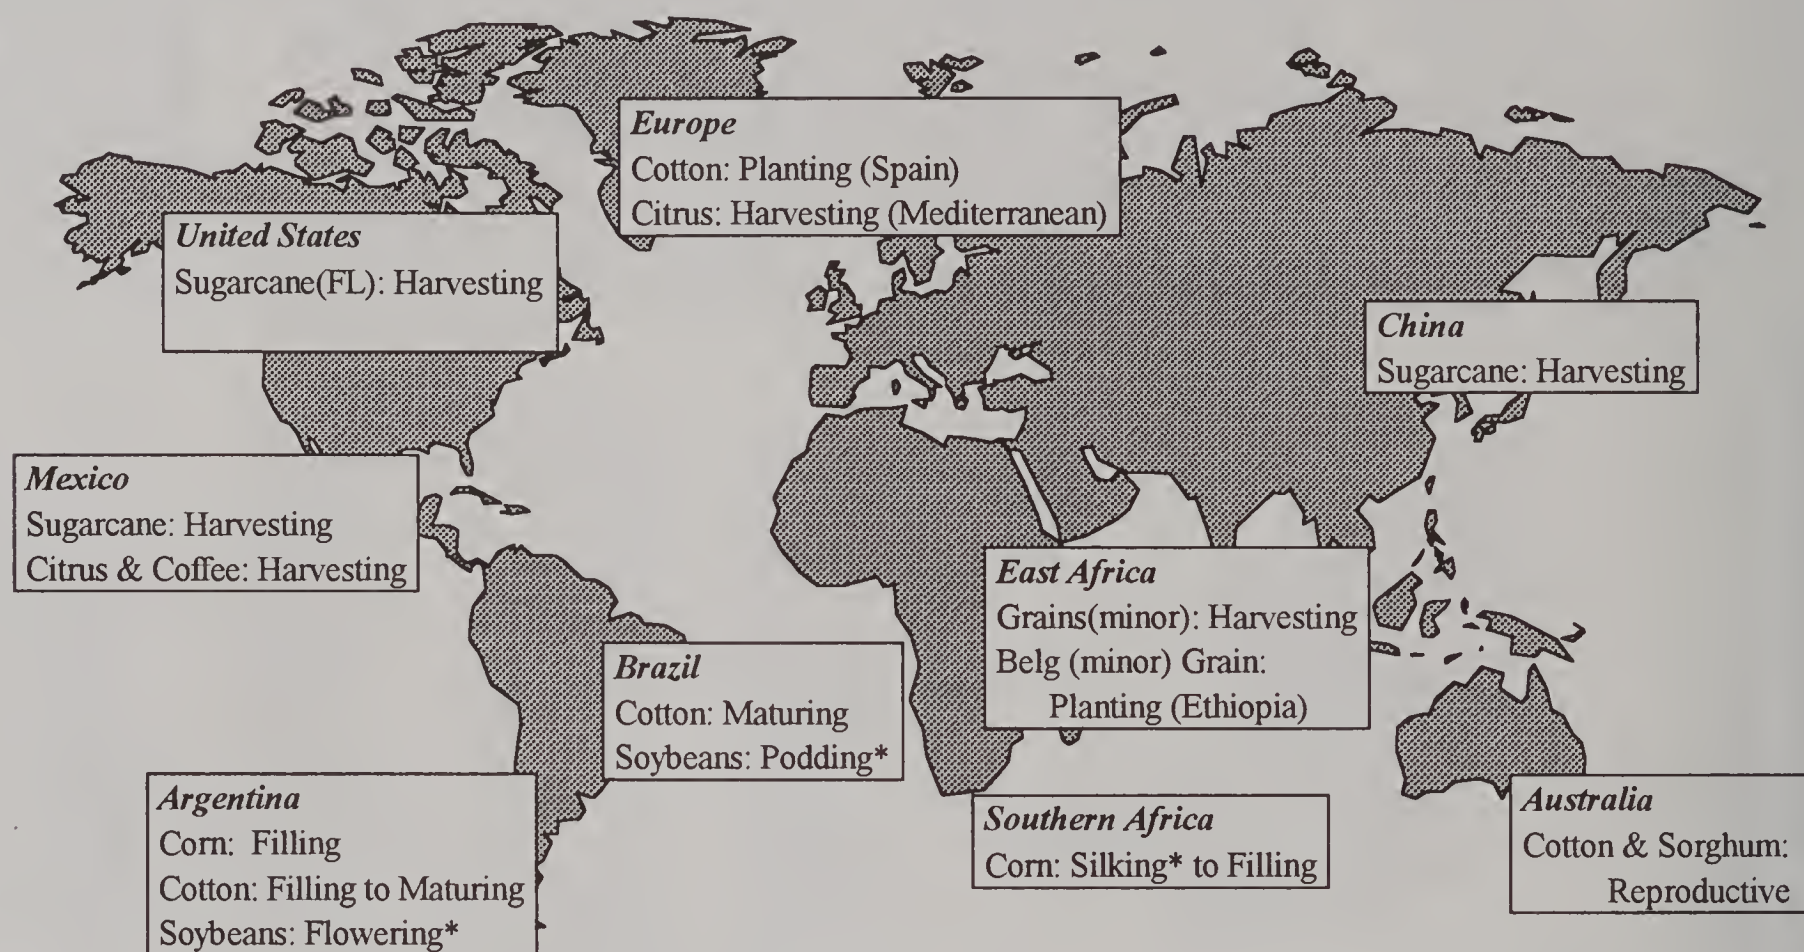 Europe
Cotton: Planting (Spain)
Citrus: Harvesting (Mediterranean)
United States
Sugarcane(FL): Harvesting
China
Sugarcane: Harvesting
Mexico
Sugarcane: Harvesting
Citrus & Coffee: Harvesting
East Africa
Grains(minor): Harvesting
Belg (minor) Grain:
Planting (Ethiopia)
Brazil
Cotton: Maturing
Soybeans: Podding*
Argentina
Corn: Filling
Cotton: Filling to Maturing
Soybeans: Flowering*
Southern Africa
Corn: Silking* to Filling
Australia
Cotton & Sorghum:
Reproductive